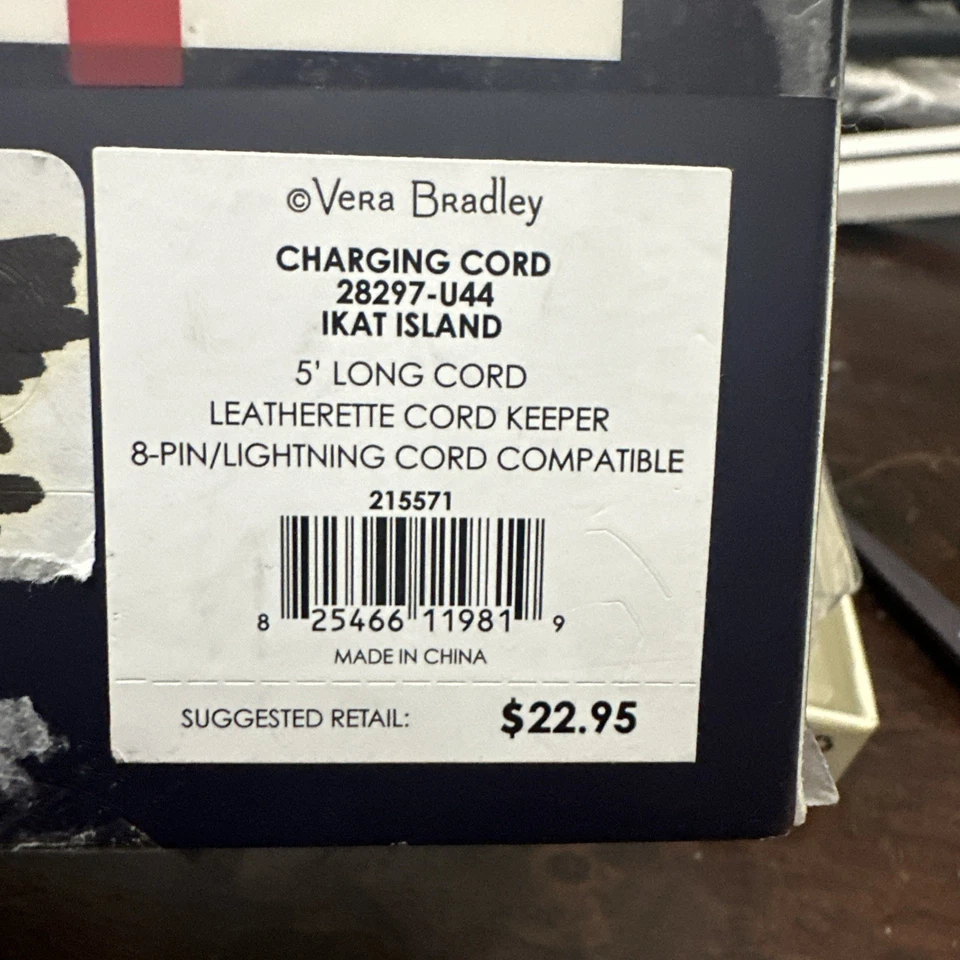 ©Vera Bradley
CHARGING CORD
28297-U44
IKAT ISLAND
5' LONG CORD
LEATHERETTE CORD KEEPER
8-PIN/LIGHTNING CORD COMPATIBLE
215571
8 25466 11981 9
MADE IN CHINA
SUGGESTED RETAIL: $22.95